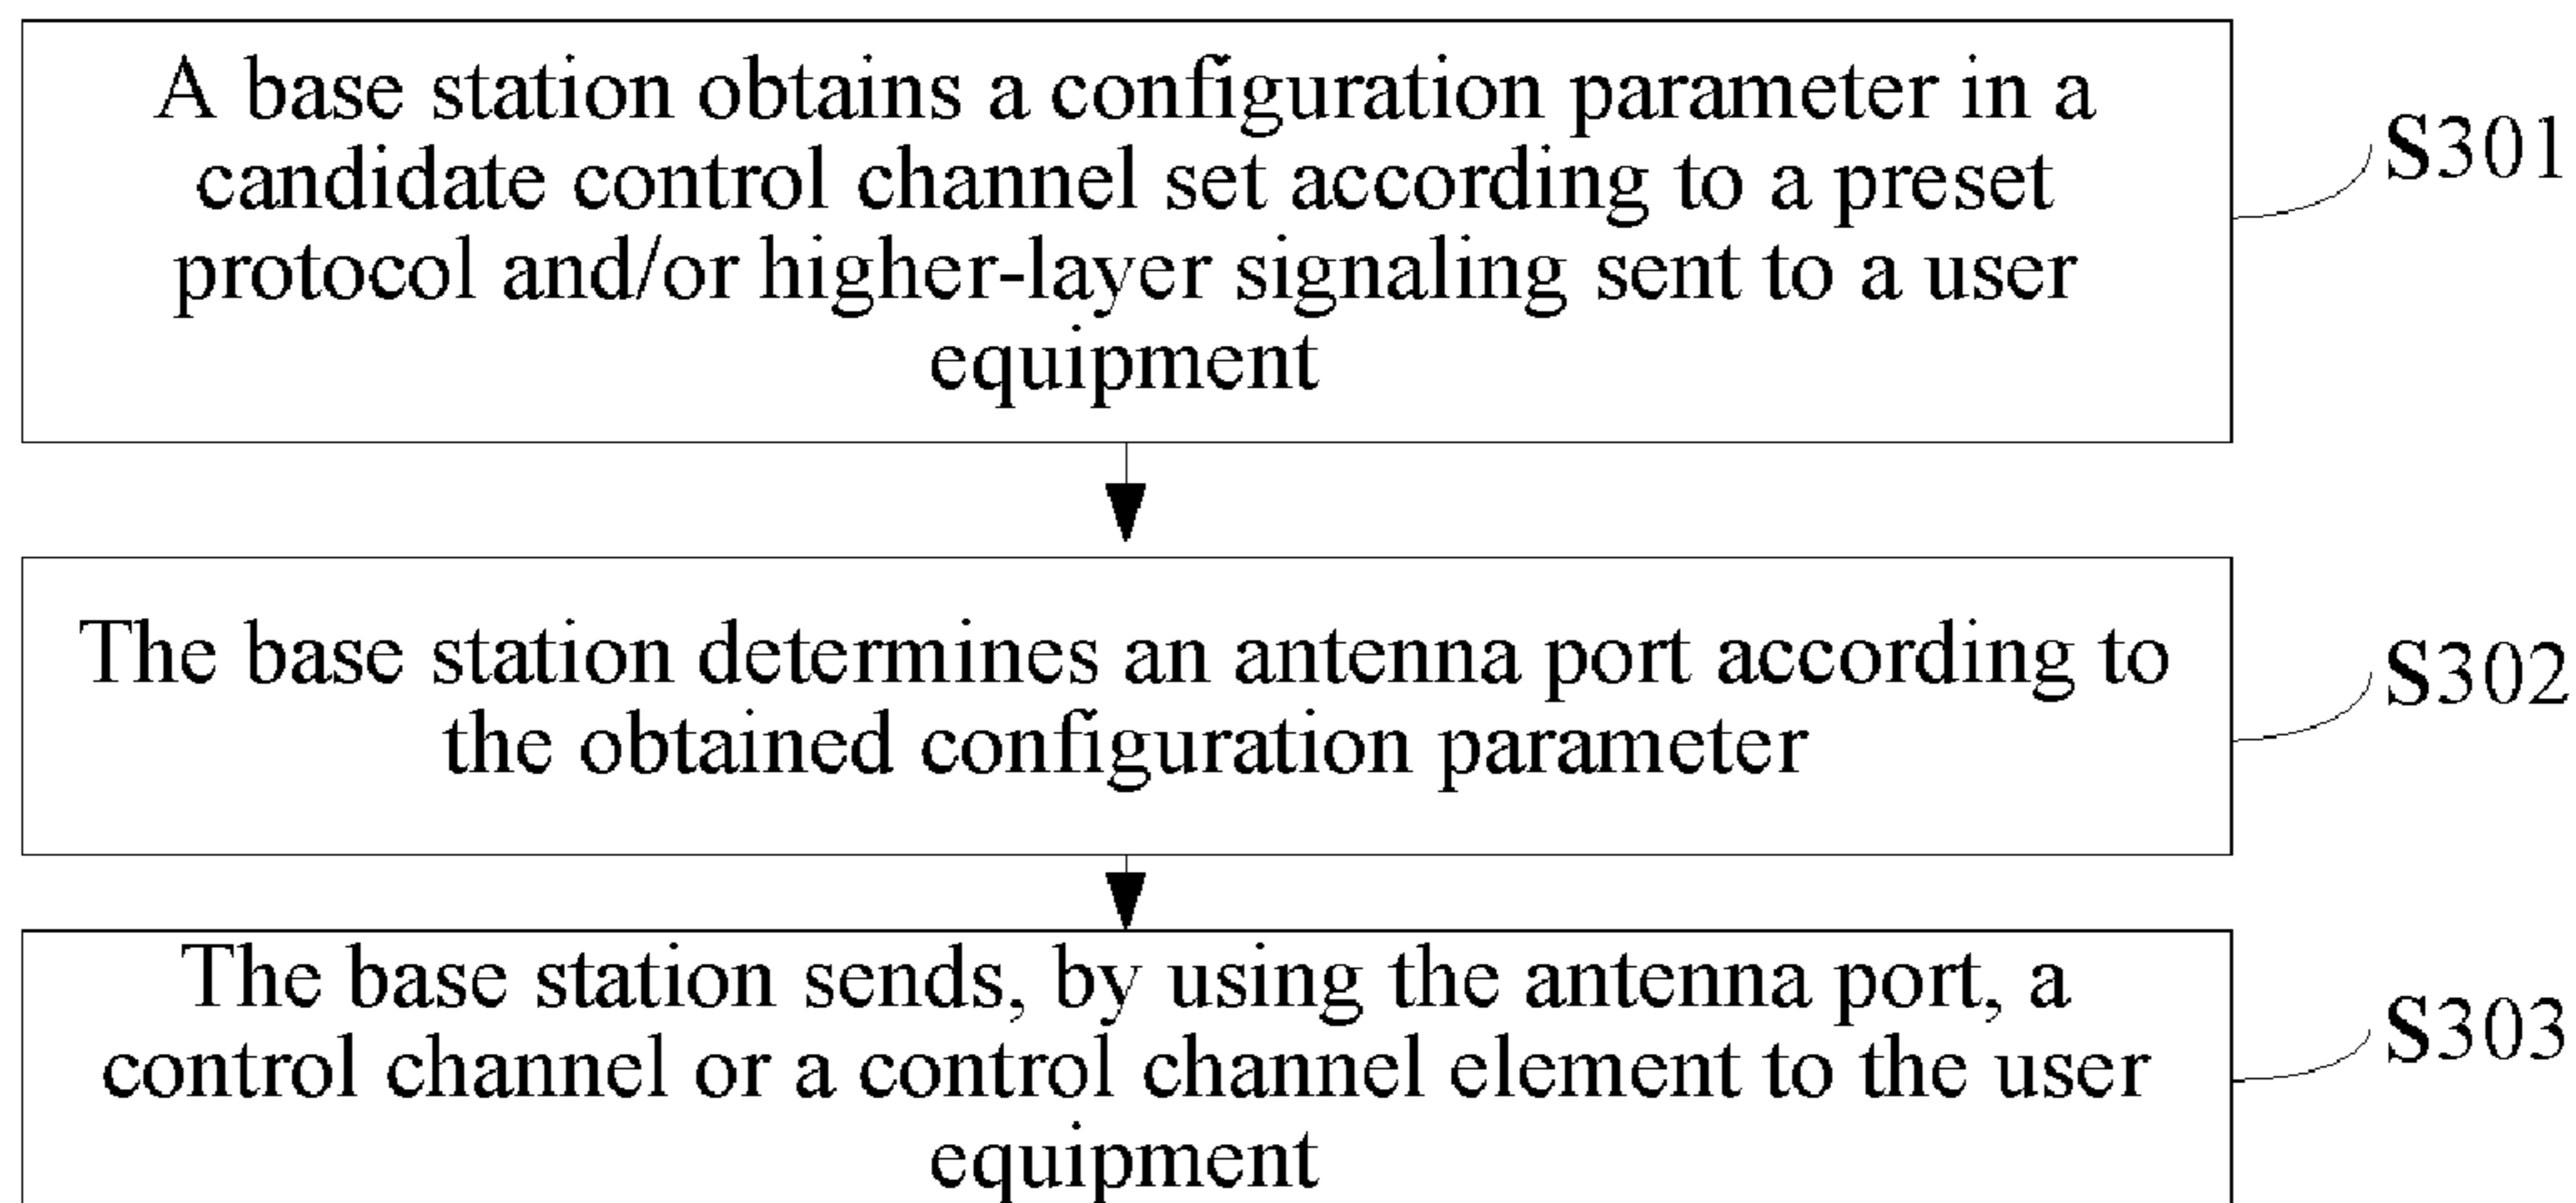 A base station obtains a configuration parameter in a
candidate control channel set according to a preset
protocol and/or higher-layer signaling sent to a user
equipment
S301
The base station determines an antenna port according to
the obtained configuration parameter
S302
The base station sends, by using the antenna port, a
control channel or a control channel element to the user
equipment
S303